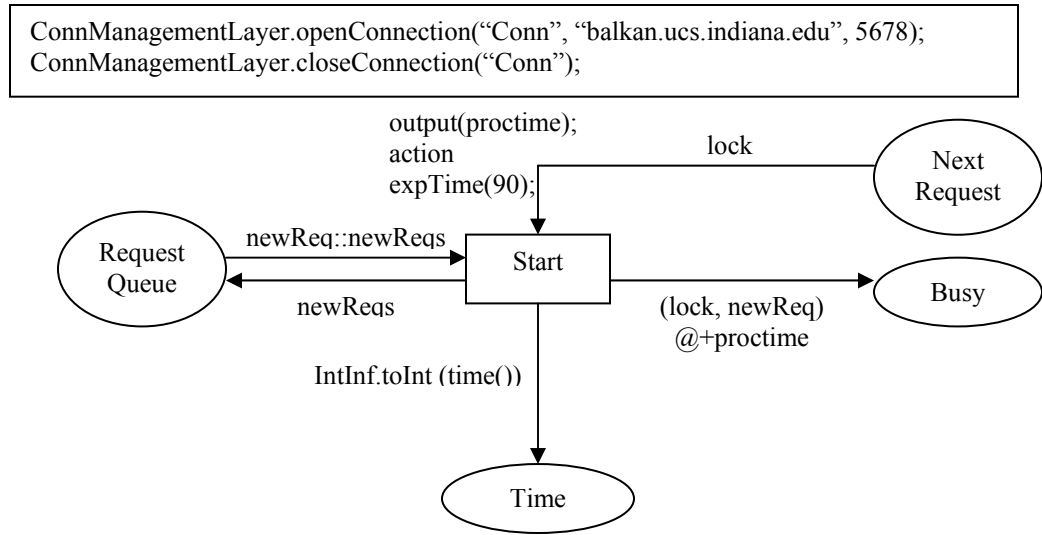 ConnManagementLayer.openConnection(“Conn”, “balkan.ucs.indiana.edu”, 5678);
ConnManagementLayer.closeConnection(“Conn”);
output(proctime);
action
expTime(90);
lock
Next
Request
Request
Queue
newReq::newReqs
Start
newReqs
(lock, newReq)
@+proctime
Busy
IntInf.toInt (time())
Time